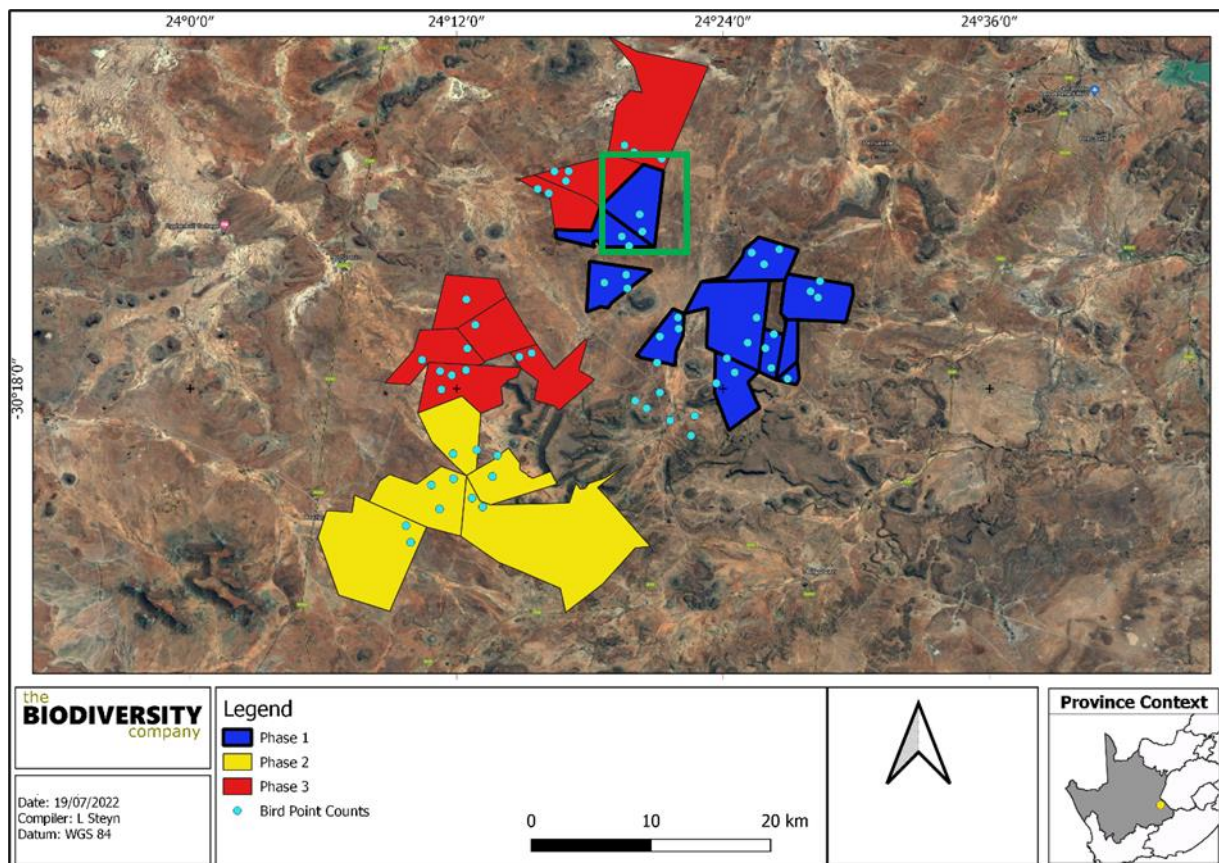 24°0′0″ 24°12′0″ 24°24′0″ 24°36′0″
-30°18′0″
the
BIODIVERSITY
company
Date: 19/07/2022
Compiler: L Steyn
Datum: WGS 84
Legend
Phase 1
Phase 2
Phase 3
Bird Point Counts
0 10 20 km
Province Context